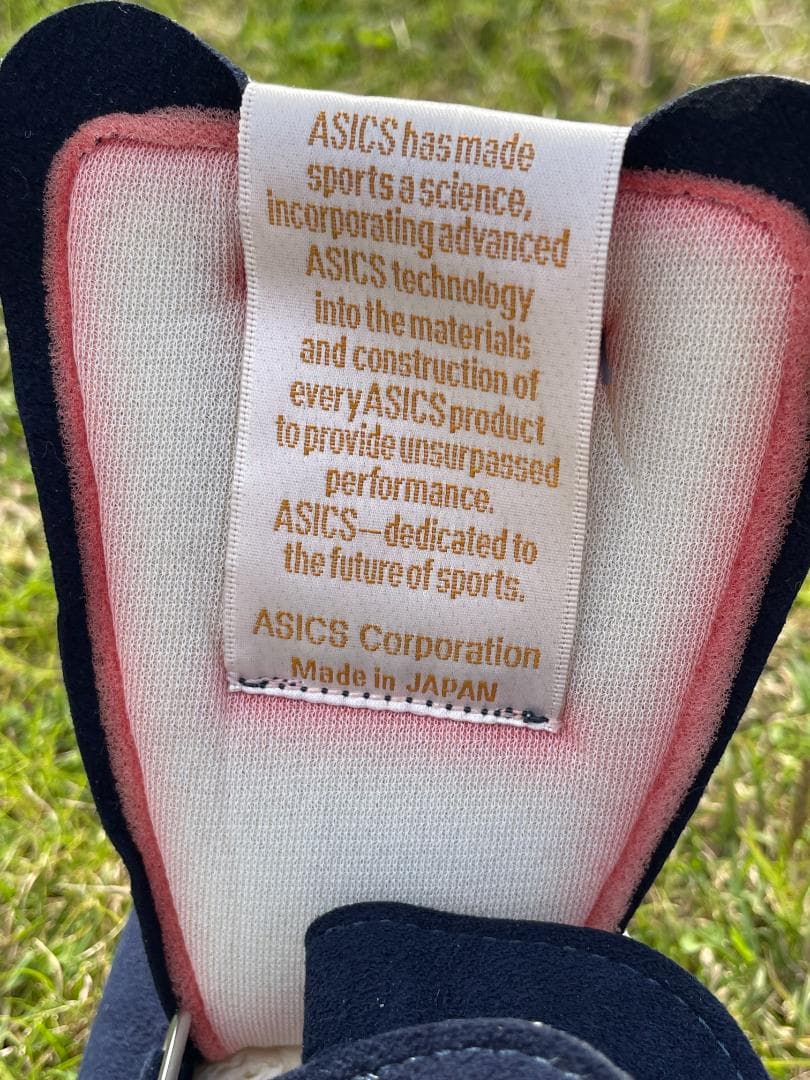 ASICS has made
sports a science,
incorporating advanced
ASICS technology
into the materials
and construction of
every ASICS product
to provide unsurpassed
performance.
ASICS—dedicated to
the future of sports.
ASICS Corporation
Made in JAPAN